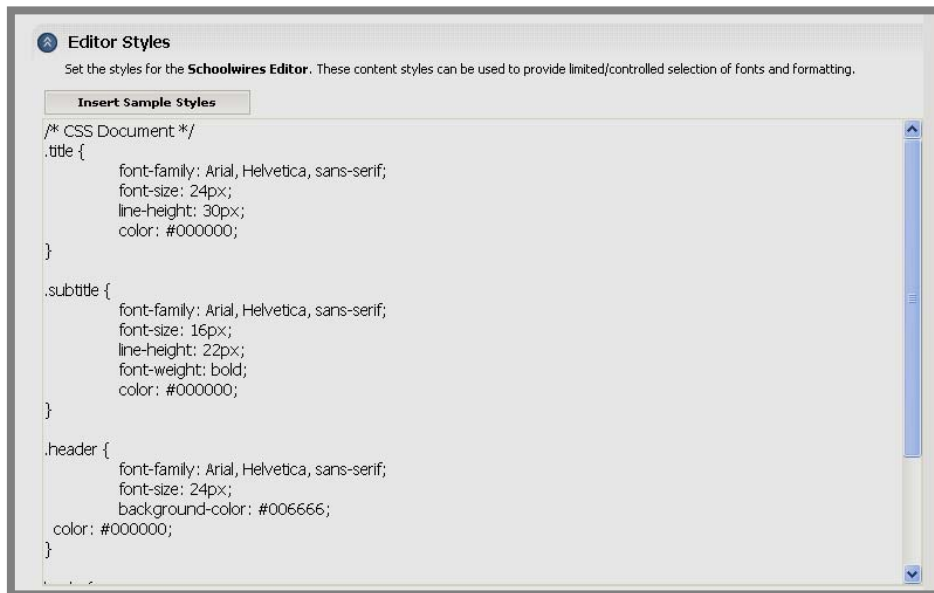 Editor Styles
Set the styles for the Schoolwires Editor. These content styles can be used to provide limited/controlled selection of fonts and formatting.
Insert Sample Styles
/* CSS Document */
.title {
font-family: Arial, Helvetica, sans-serif;
font-size: 24px;
line-height: 30px;
color: #000000;
}
.subtitle {
font-family: Arial, Helvetica, sans-serif;
font-size: 16px;
line-height: 22px;
font-weight: bold;
color: #000000;
}
.header {
font-family: Arial, Helvetica, sans-serif;
font-size: 24px;
background-color: #006666;
color: #000000;
}